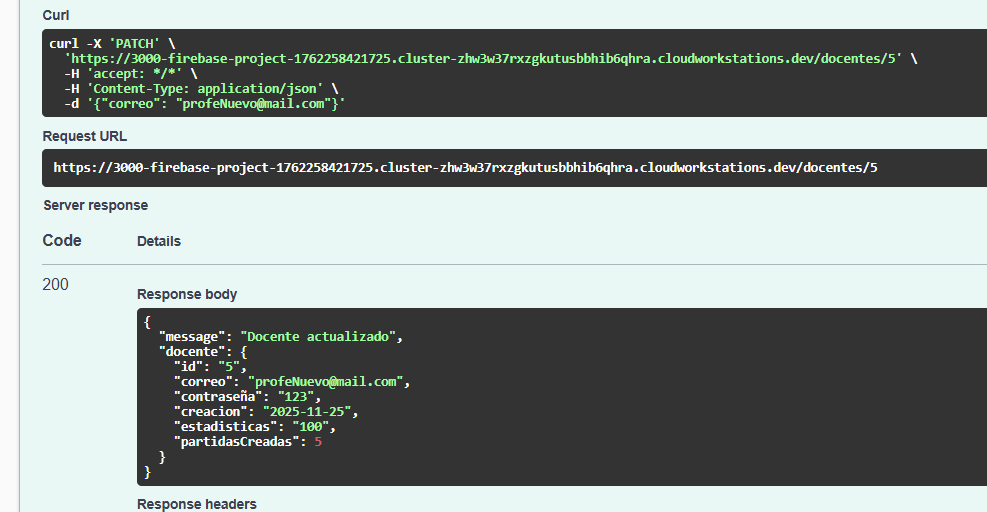 Curl
curl -X 'PATCH' \
'https://3000-firebase-project-1762258421725.cluster-zhw3w37rxzgkutusbbhib6qhra.cloudworkstations.dev/docentes/5' \
-H 'accept: */*' \
-H 'Content-Type: application/json' \
-d '{"correo": "profeNuevo@mail.com"}'
Request URL
https://3000-firebase-project-1762258421725.cluster-zhw3w37rxzgkutusbbhib6qhra.cloudworkstations.dev/docentes/5
Server response
Code Details
200
Response body
{
"message": "Docente actualizado",
"docente": {
"id": "5",
"correo": "profeNuevo@mail.com",
"contraseña": "123",
"creacion": "2025-11-25",
"estadisticas": "100",
"partidasCreadas": 5
}
}
Response headers